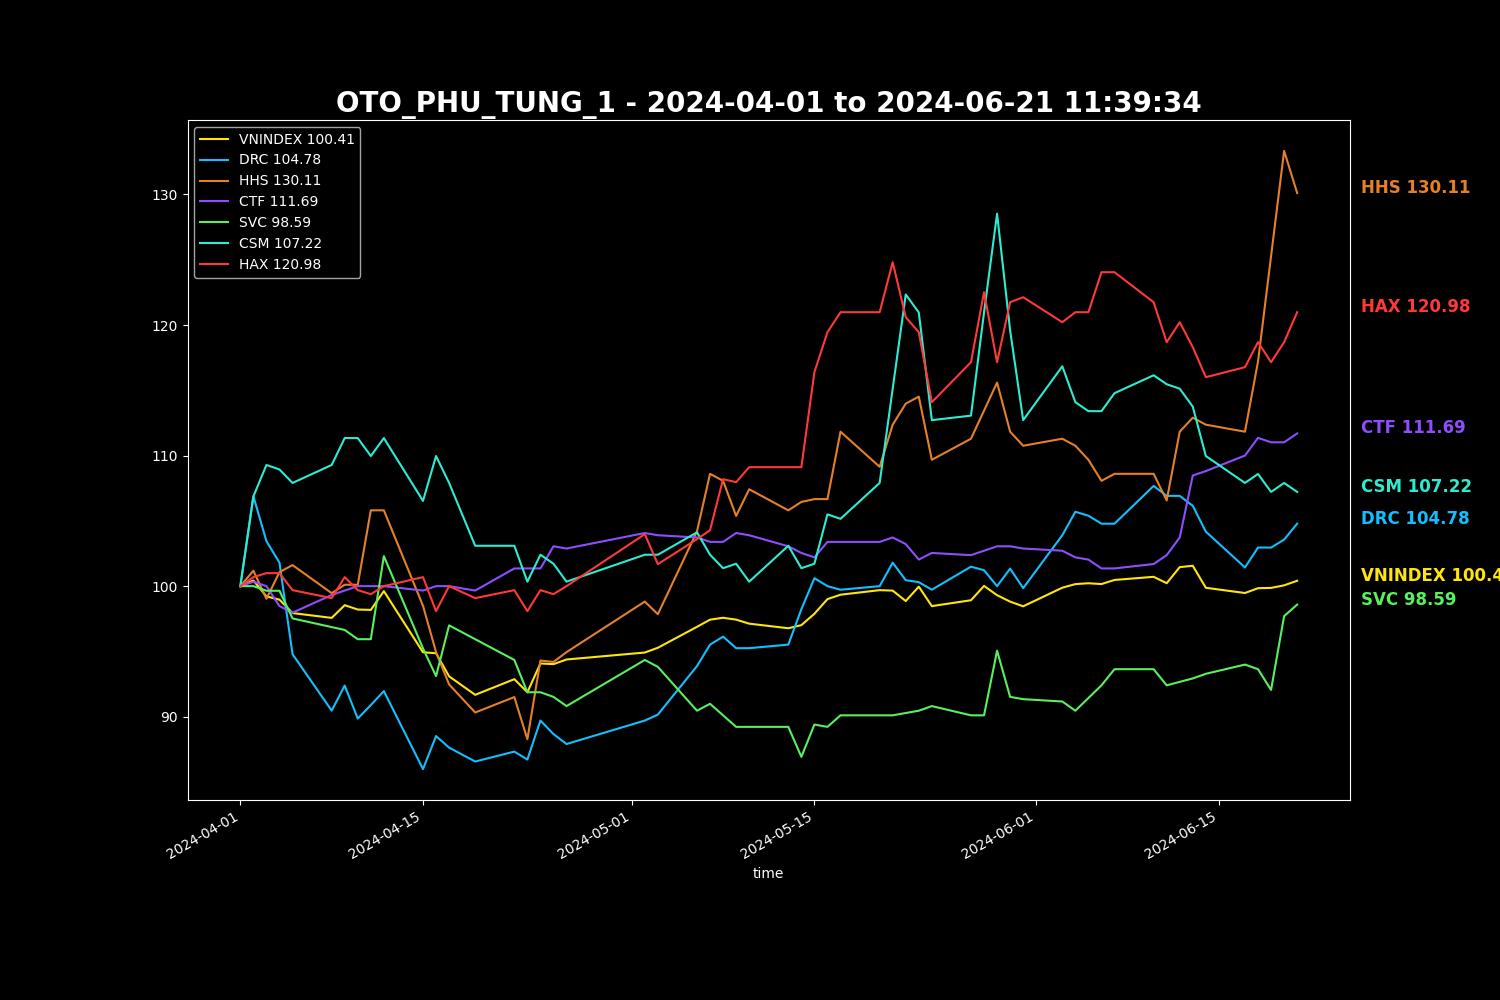 OTO_PHU_TUNG_1 - 2024-04-01 to 2024-06-21 11:39:34
VNINDEX 100.41
DRC 104.78
HHS 130.11
CTF 111.69
SVC 98.59
CSM 107.22
HAX 120.98
130
120
110
100
90
HHS 130.11
HAX 120.98
CTF 111.69
CSM 107.22
DRC 104.78
VNINDEX 100.4
SVC 98.59
2024-04-01
2024-04-15
2024-05-01
2024-05-15
2024-06-01
2024-06-15
time